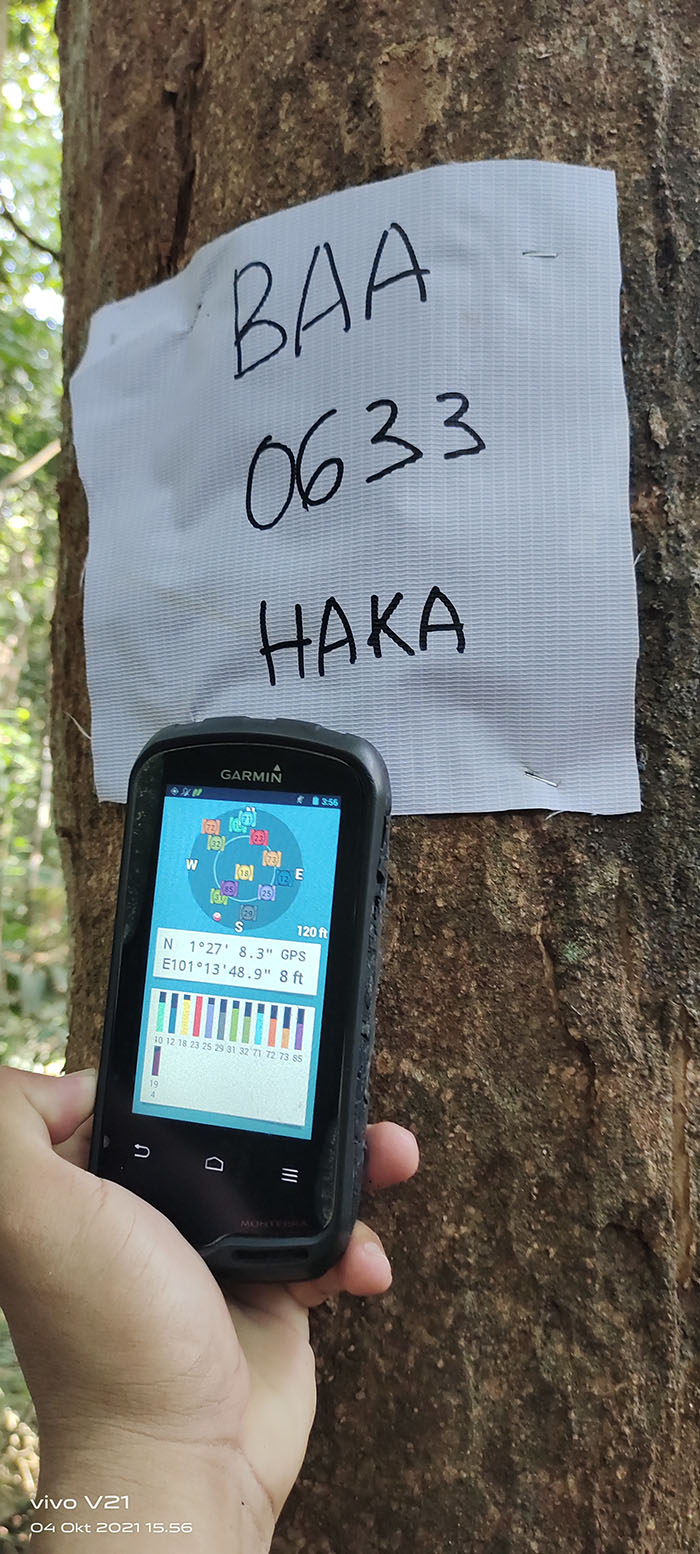 BAA
0633
HAKA
GARMIN
3:56
W
E
S
120 ft
N 1°27' 8.3" GPS
E101°13'48.9" 8 ft
10 12 18 23 25 29 31 32 71 72 73 85
19
4
MONTERRA
vivo V21
04 Okt 2021 15.56